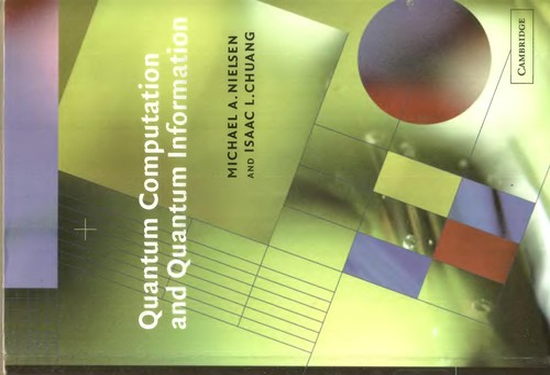 Quantum Computation
and Quantum Information
MICHAEL A. NIELSEN
AND ISAAC L. CHUANG
CAMBRIDGE